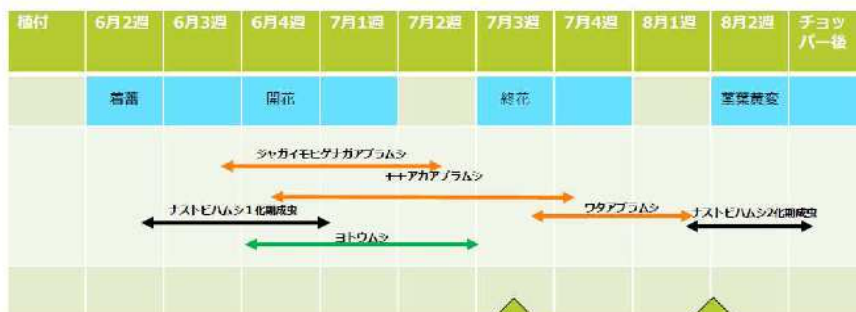 植付 6月2週 6月3週 6月4週 7月1週 7月2週 7月3週 7月4週 8月1週 8月2週 チョッパー後
着蕾 開花 終花 茎葉黄変
ジャガイモヒゲナガアブラムシ
++アカアブラムシ
ナストビハムシ1化期成虫 ワタアブラムシ ナストビハムシ2化期成虫
ヨトウムシ